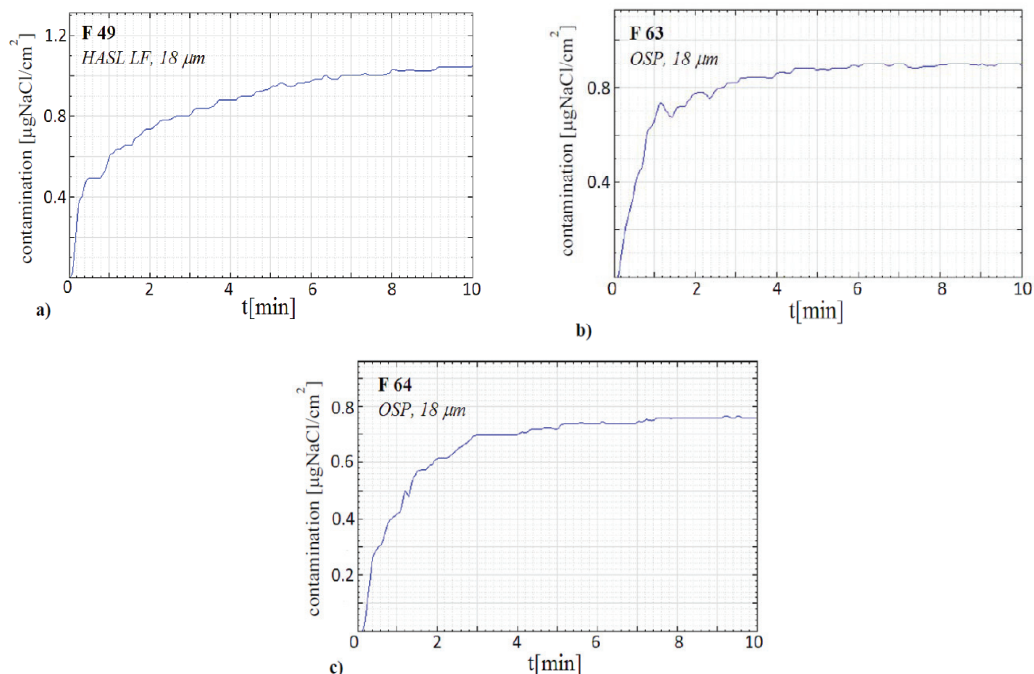 F 49
HASL LF, 18 μm
contamination [μgNaCl/cm²]
1.2
0.8
0.4
0 2 4 6 8 10
t[min]
a)
F 63
OSP, 18 μm
contamination [μgNaCl/cm²]
0.8
0.4
0 2 4 6 8 10
t[min]
b)
F 64
OSP, 18 μm
contamination [μgNaCl/cm²]
0.8
0.6
0.4
0.2
0 2 4 6 8 10
t[min]
c)